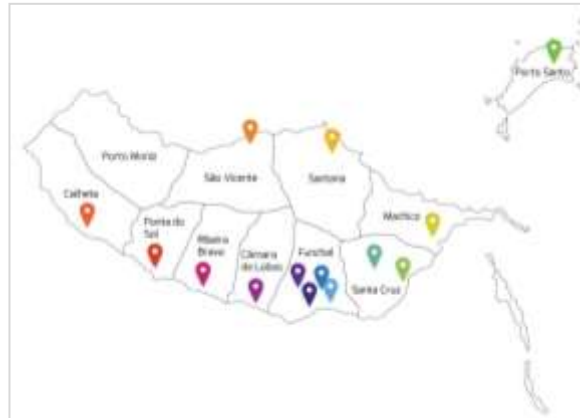 Porto Santo
Porto Moniz
São Vicente
Santana
Calheta
Machico
Ponta do
Sol
Ribeira
Brava
Câmara
de Lobos
Funchal
Santa Cruz